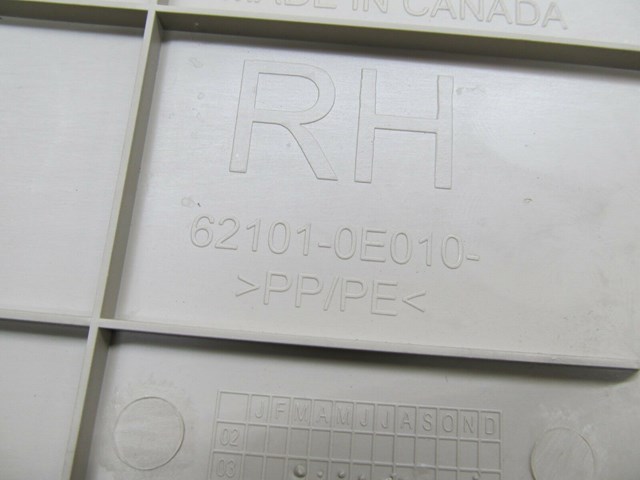 MADE IN CANADA
RH
62101-0E010-
>PP/PE<
J F M A M J J A S O N D
02
03